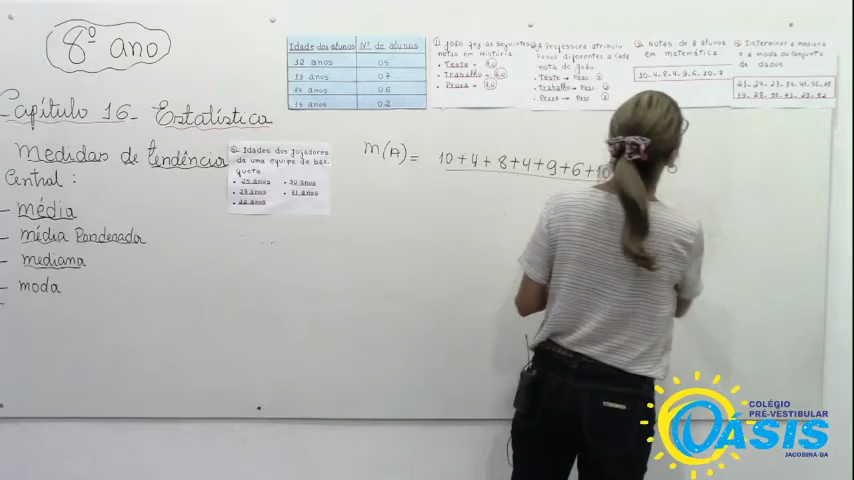 8º ano
Capítulo 16- Estatística
Medidas de tendência
Central:
- média
- média Ponderada
- mediana
- moda
Idade dos alunos Nº de alunos
12 anos 05
13 anos 07
14 anos 06
15 anos 02
João fez as seguintes
notas em História
• Teste =
• Trabalho =
• Prova =
A Professora atribuiu
Pesos diferentes a cada
nota de João.
• Teste → Peso
• Trabalho → Peso
• Prova → Peso
Notas de 8 alunos
em matemática
10-4-8-4-9-6-10-7
Determinar a mediana
e a moda do conjunto
de dados
Idades dos Jogadores
da uma equipe de bas-
quete.
• 25 anos
• 27 anos • 31 anos
• 22 anos
m(A)= 10+4+8+4+9+6+10
COLÉGIO
PRÉ-VESTIBULAR
OÁSIS
JACOBINA-BA